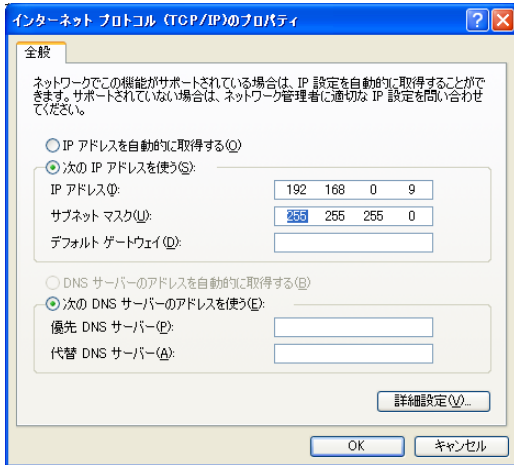 インターネット プロトコル (TCP/IP)のプロパティ
全般
ネットワークでこの機能がサポートされている場合は、IP 設定を自動的に取得することがで
きます。サポートされていない場合は、ネットワーク管理者に適切な IP 設定を問い合わせ
てください。
IP アドレスを自動的に取得する(O)
次の IP アドレスを使う(S):
IP アドレス(I): 192 168 0 9
サブネット マスク(U): 255 255 255 0
デフォルト ゲートウェイ(D):
DNS サーバーのアドレスを自動的に取得する(B)
次の DNS サーバーのアドレスを使う(E):
優先 DNS サーバー(P):
代替 DNS サーバー(A):
詳細設定(V)...
OK キャンセル